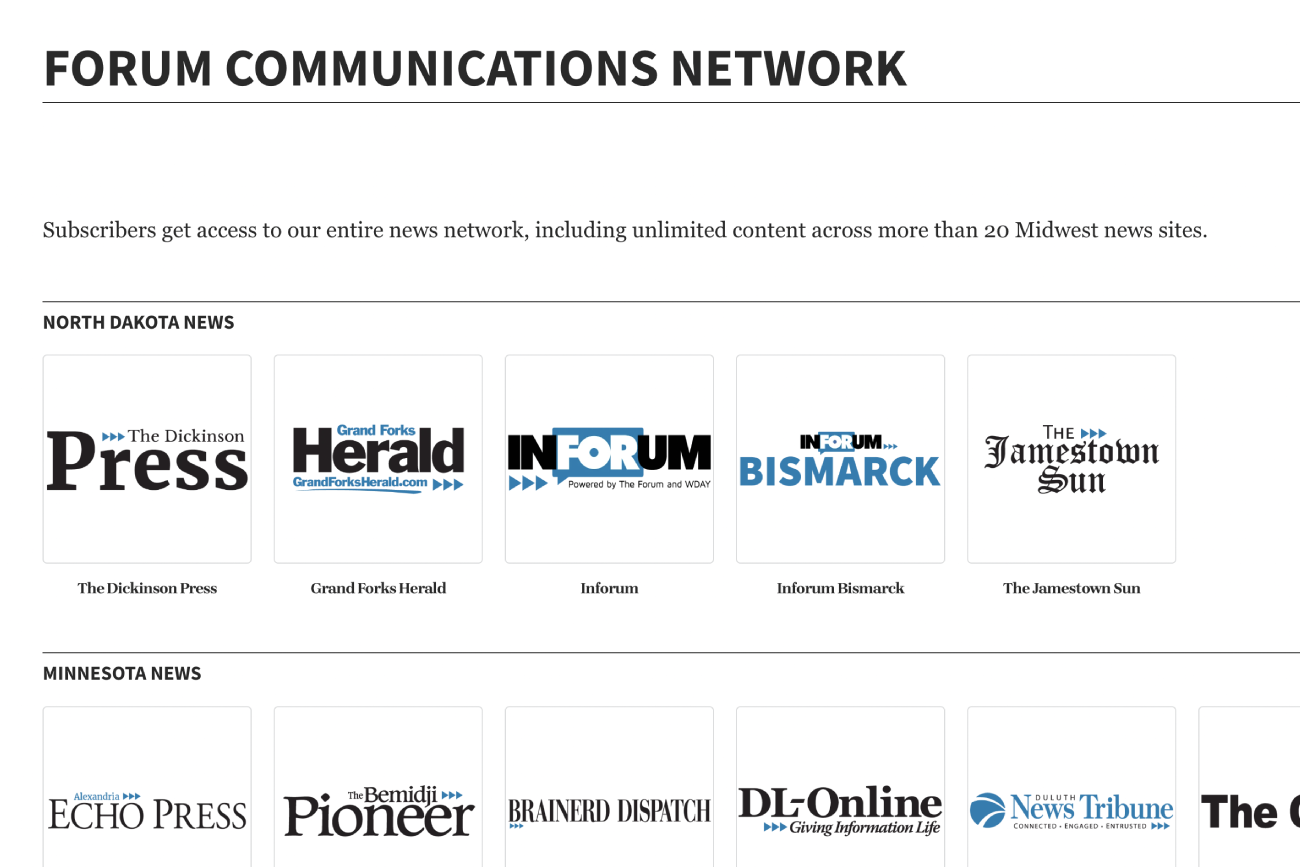 FORUM COMMUNICATIONS NETWORK
Subscribers get access to our entire news network, including unlimited content across more than 20 Midwest news sites.
NORTH DAKOTA NEWS
The Dickinson
Press
Grand Forks
Herald
GrandForksHerald.com
INFORUM
Powered by The Forum and WDAY
INFORUM
BISMARCK
THE
Jamestown
Sun
The Dickinson Press
Grand Forks Herald
Inforum
Inforum Bismarck
The Jamestown Sun
MINNESOTA NEWS
Alexandria
ECHO PRESS
The Bemidji
Pioneer
BRAINERD DISPATCH
DL-Online
Giving Information Life
DULUTH
News Tribune
CONNECTED • ENGAGED • ENTRUSTED
The